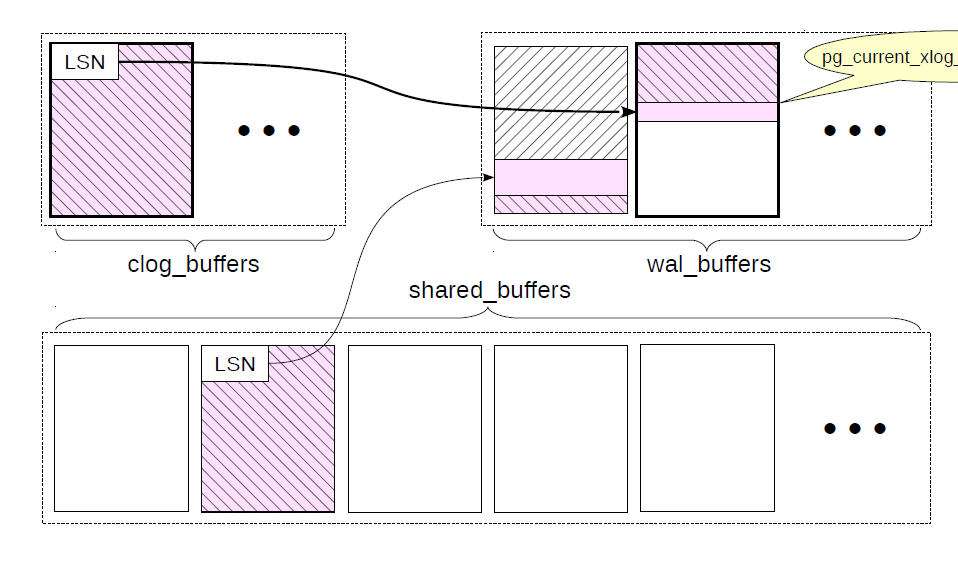 LSN
pg_current_xlog_
clog_buffers
wal_buffers
shared_buffers
LSN